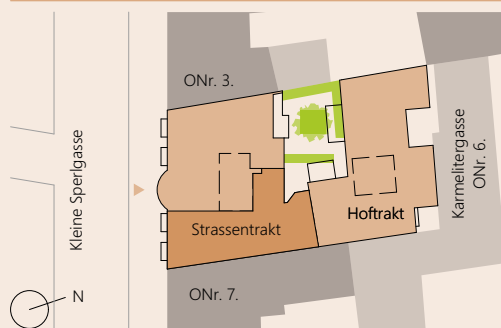 ONr. 3.
Kleine Sperlgasse
Karmelitergasse
ONr. 6.
Hoftrakt
Strassentrakt
ONr. 7.
N